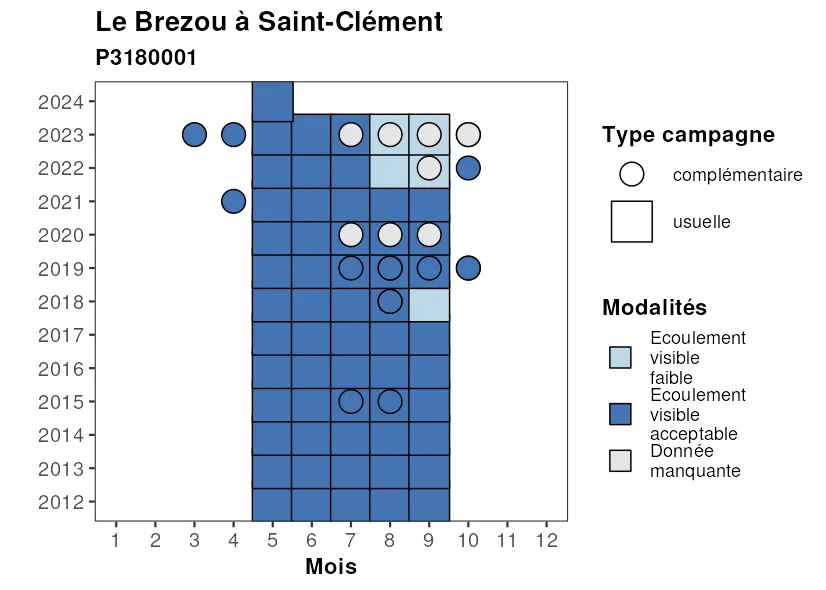 Le Brezou à Saint-Clément
P3180001
2024
2023
2022
2021
2020
2019
2018
2017
2016
2015
2014
2013
2012
1 2 3 4 5 6 7 8 9 10 11 12
Mois
Type campagne
complémentaire
usuelle
Modalités
Ecoulement
visible
faible
Ecoulement
visible
acceptable
Donnée
manquante